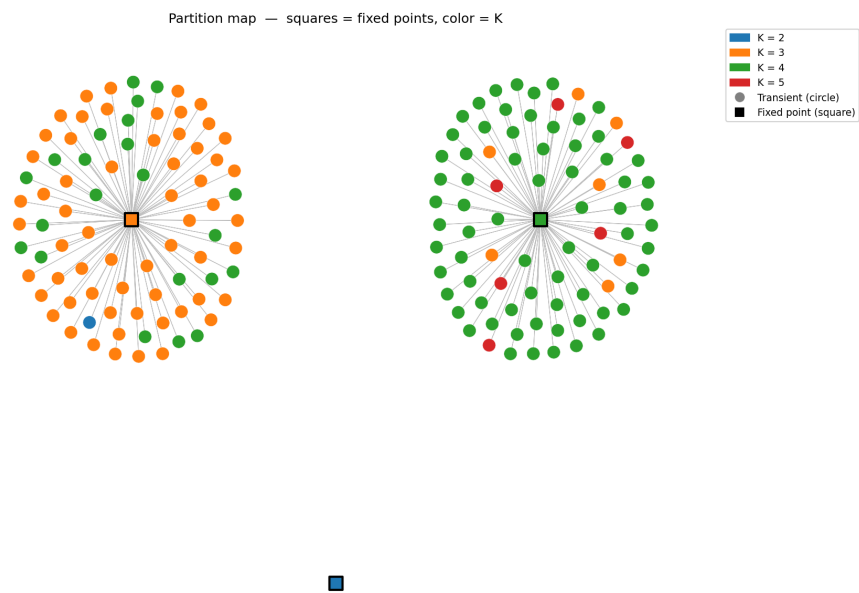 Partition map — squares = fixed points, color = K
K = 2
K = 3
K = 4
K = 5
Transient (circle)
Fixed point (square)